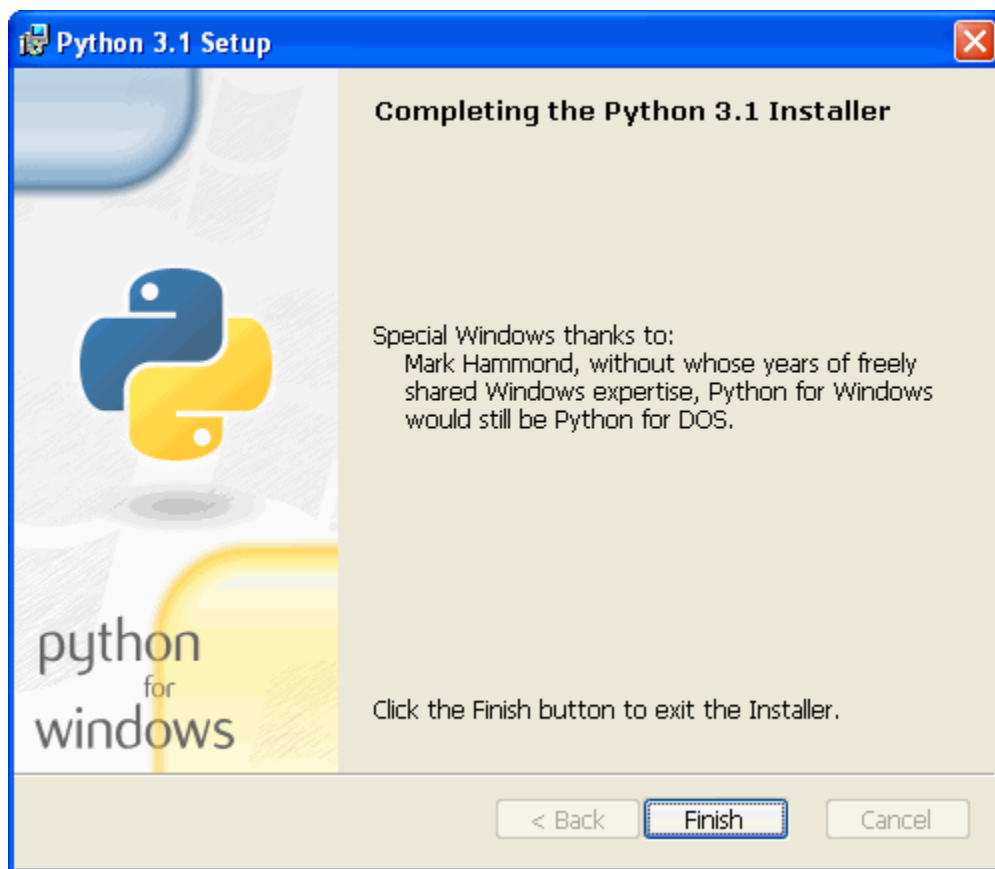 Python 3.1 Setup
Completing the Python 3.1 Installer
Special Windows thanks to:
Mark Hammond, without whose years of freely
shared Windows expertise, Python for Windows
would still be Python for DOS.
python
for
windows
Click the Finish button to exit the Installer.
< Back
Finish
Cancel